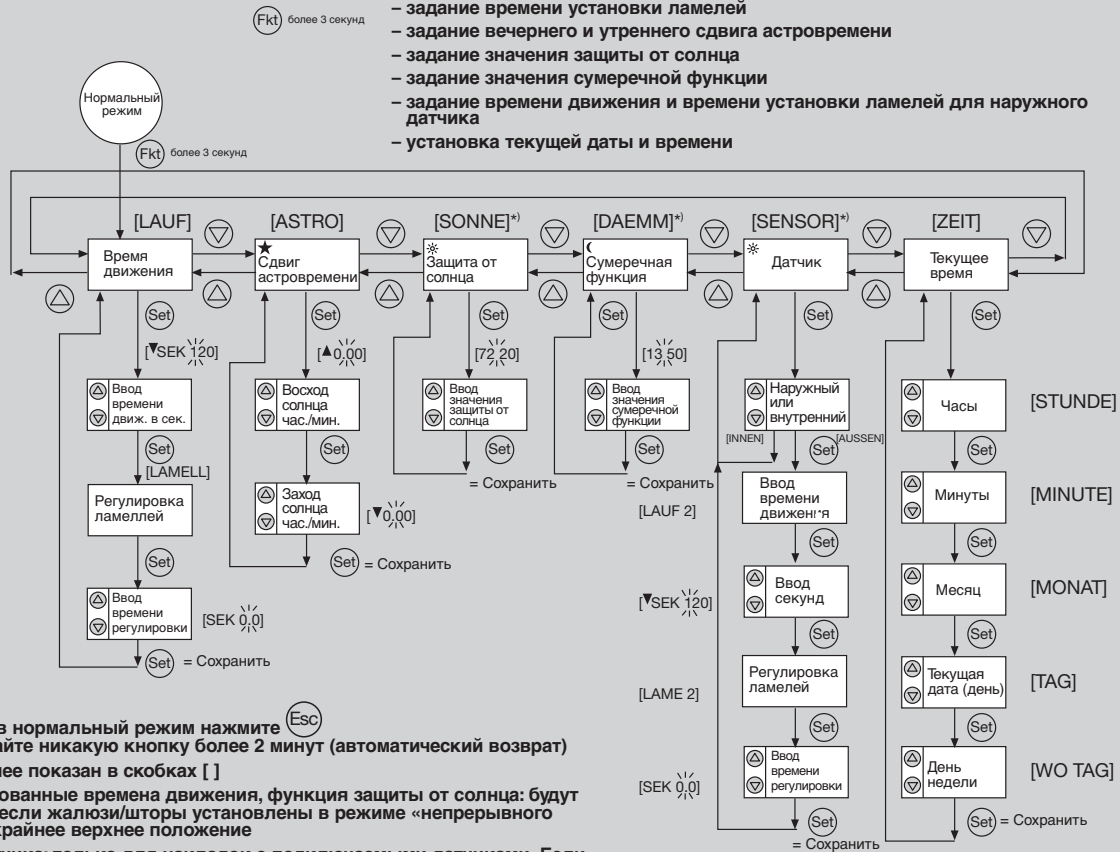 – задание времени установки ламелей
Fkt более 3 секунд
– задание вечернего и утреннего сдвига астровремени
– задание значения защиты от солнца
– задание значения сумеречной функции
– задание времени движения и времени установки ламелей для наружного
датчика
– установка текущей даты и времени
Нормальный
режим
Fkt более 3 секунд
[LAUF] [ASTRO] [SONNE]*) [DAEMM]*) [SENSOR]*) [ZEIT]
Время
движения
Сдвиг
астровремени
Защита от
солнца
Сумеречная
функция
Датчик
Текущее
время
Set Set Set Set Set Set
[▼SEK 120]
[▲0.00]
[72 20]
[13 50]
Ввод
времени
движ. в сек.
Восход
солнца
час./мин.
Ввод
значения
защиты от
солнца
Ввод
значения
сумеречной
функции
Наружный
или
внутренний
Часы
[STUNDE]
Set
[LAMELL]
Set
Set
= Сохранить
Set
= Сохранить
[INNEN]
Set
[AUSSEN]
Set
Регулировка
ламеллей
Заход
солнца
час./мин.
[▼0.00]
[LAUF 2]
Ввод
времени
движения
Минуты
[MINUTE]
Set
Set = Сохранить
Set
Set
Ввод
времени
регулировки
[SEK 0.0]
[▼SEK 120]
Ввод
секунд
Месяц
[MONAT]
Set = Сохранить
Set
Set
[LAME 2]
Регулировка
ламелей
Текущая
дата (день)
[TAG]
Set
Set
[SEK 0.0]
Ввод
времени
регулировки
День
недели
[WO TAG]
Set
= Сохранить
Set = Сохранить
в нормальный режим нажмите Esc
айте никакую кнопку более 2 минут (автоматический возврат)
ее показан в скобках [ ]
ованные времена движения, функция защиты от солнца: будут
если жалюзи/шторы установлены в режиме «непрерывного
крайнее верхнее положение